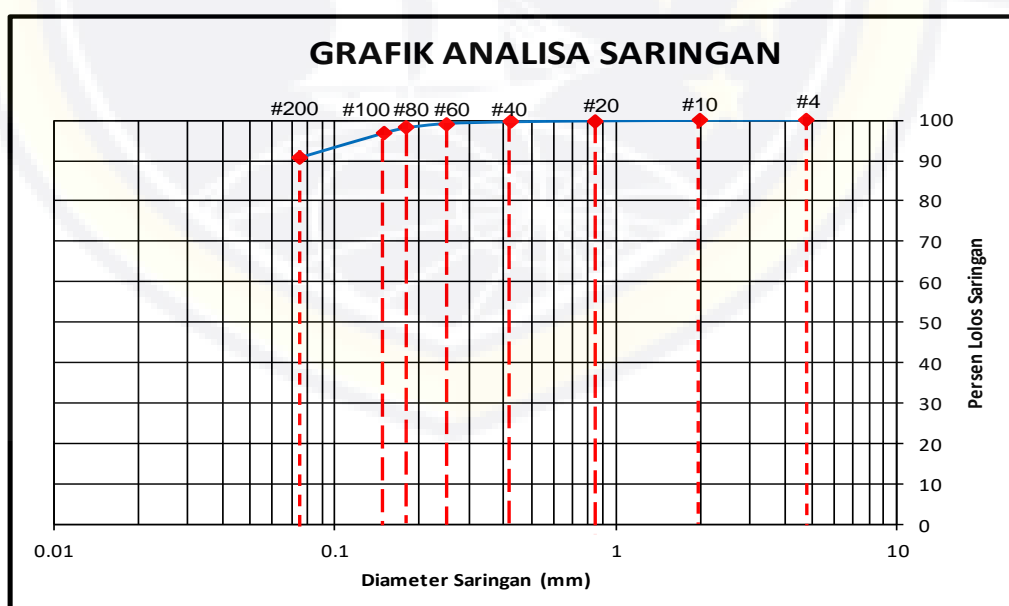 GRAFIK ANALISA SARINGAN
#200 #100 #80 #60 #40 #20 #10 #4
100
90
80
70
60
50
40
30
20
10
0
Persen Lolos Saringan
0.01 0.1 1 10
Diameter Saringan (mm)